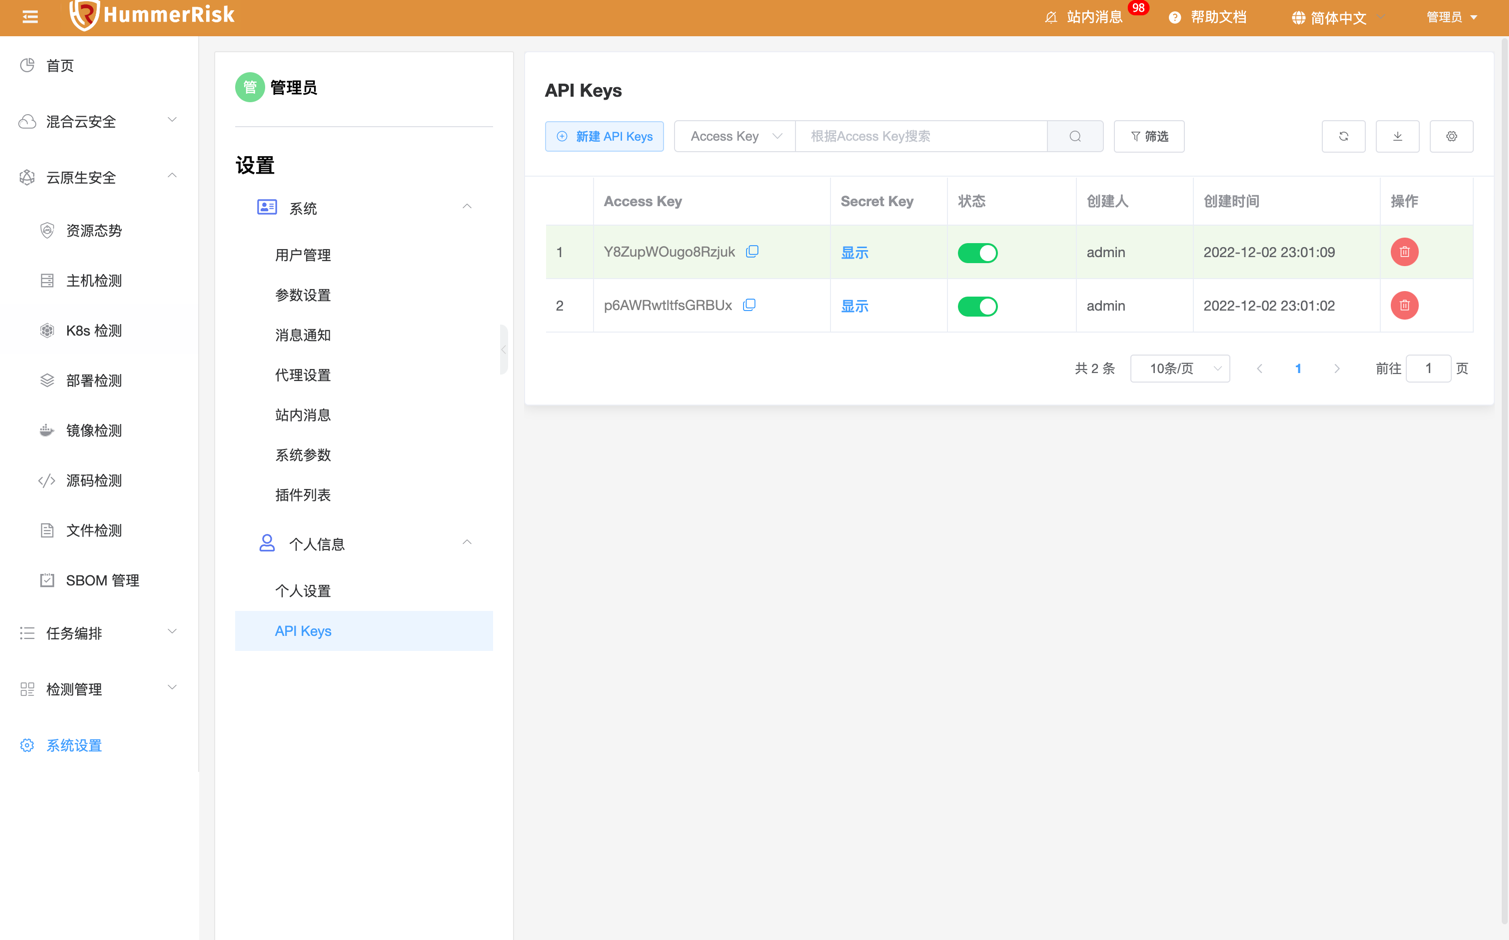 HummerRisk
站内消息
98
帮助文档
简体中文
管理员
首页
混合云安全
云原生安全
资源态势
主机检测
K8s 检测
部署检测
镜像检测
源码检测
文件检测
SBOM 管理
任务编排
检测管理
系统设置
管 管理员
设置
系统
用户管理
参数设置
消息通知
代理设置
站内消息
系统参数
插件列表
个人信息
个人设置
API Keys
API Keys
新建 API Keys
Access Key
根据Access Key搜索
筛选
Access Key Secret Key 状态 创建人 创建时间 操作
1 Y8ZupWOugo8Rzjuk 显示 admin 2022-12-02 23:01:09
2 p6AWRwtltfsGRBUx 显示 admin 2022-12-02 23:01:02
共 2 条 10条/页 1 前往 1 页